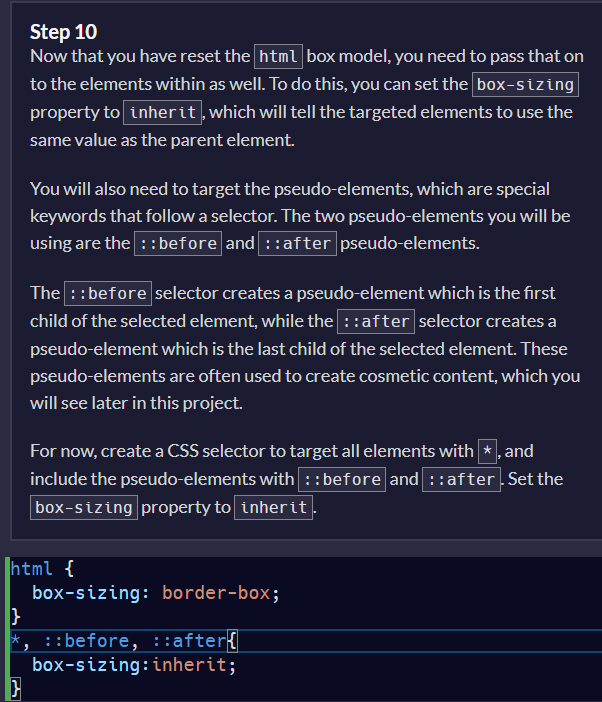 Step 10
Now that you have reset the html box model, you need to pass that on
to the elements within as well. To do this, you can set the box-sizing
property to inherit, which will tell the targeted elements to use the
same value as the parent element.
You will also need to target the pseudo-elements, which are special
keywords that follow a selector. The two pseudo-elements you will be
using are the ::before and ::after pseudo-elements.
The ::before selector creates a pseudo-element which is the first
child of the selected element, while the ::after selector creates a
pseudo-element which is the last child of the selected element. These
pseudo-elements are often used to create cosmetic content, which you
will see later in this project.
For now, create a CSS selector to target all elements with *, and
include the pseudo-elements with ::before and ::after. Set the
box-sizing property to inherit.
html {
  box-sizing: border-box;
}
*, ::before, ::after{
  box-sizing:inherit;
}